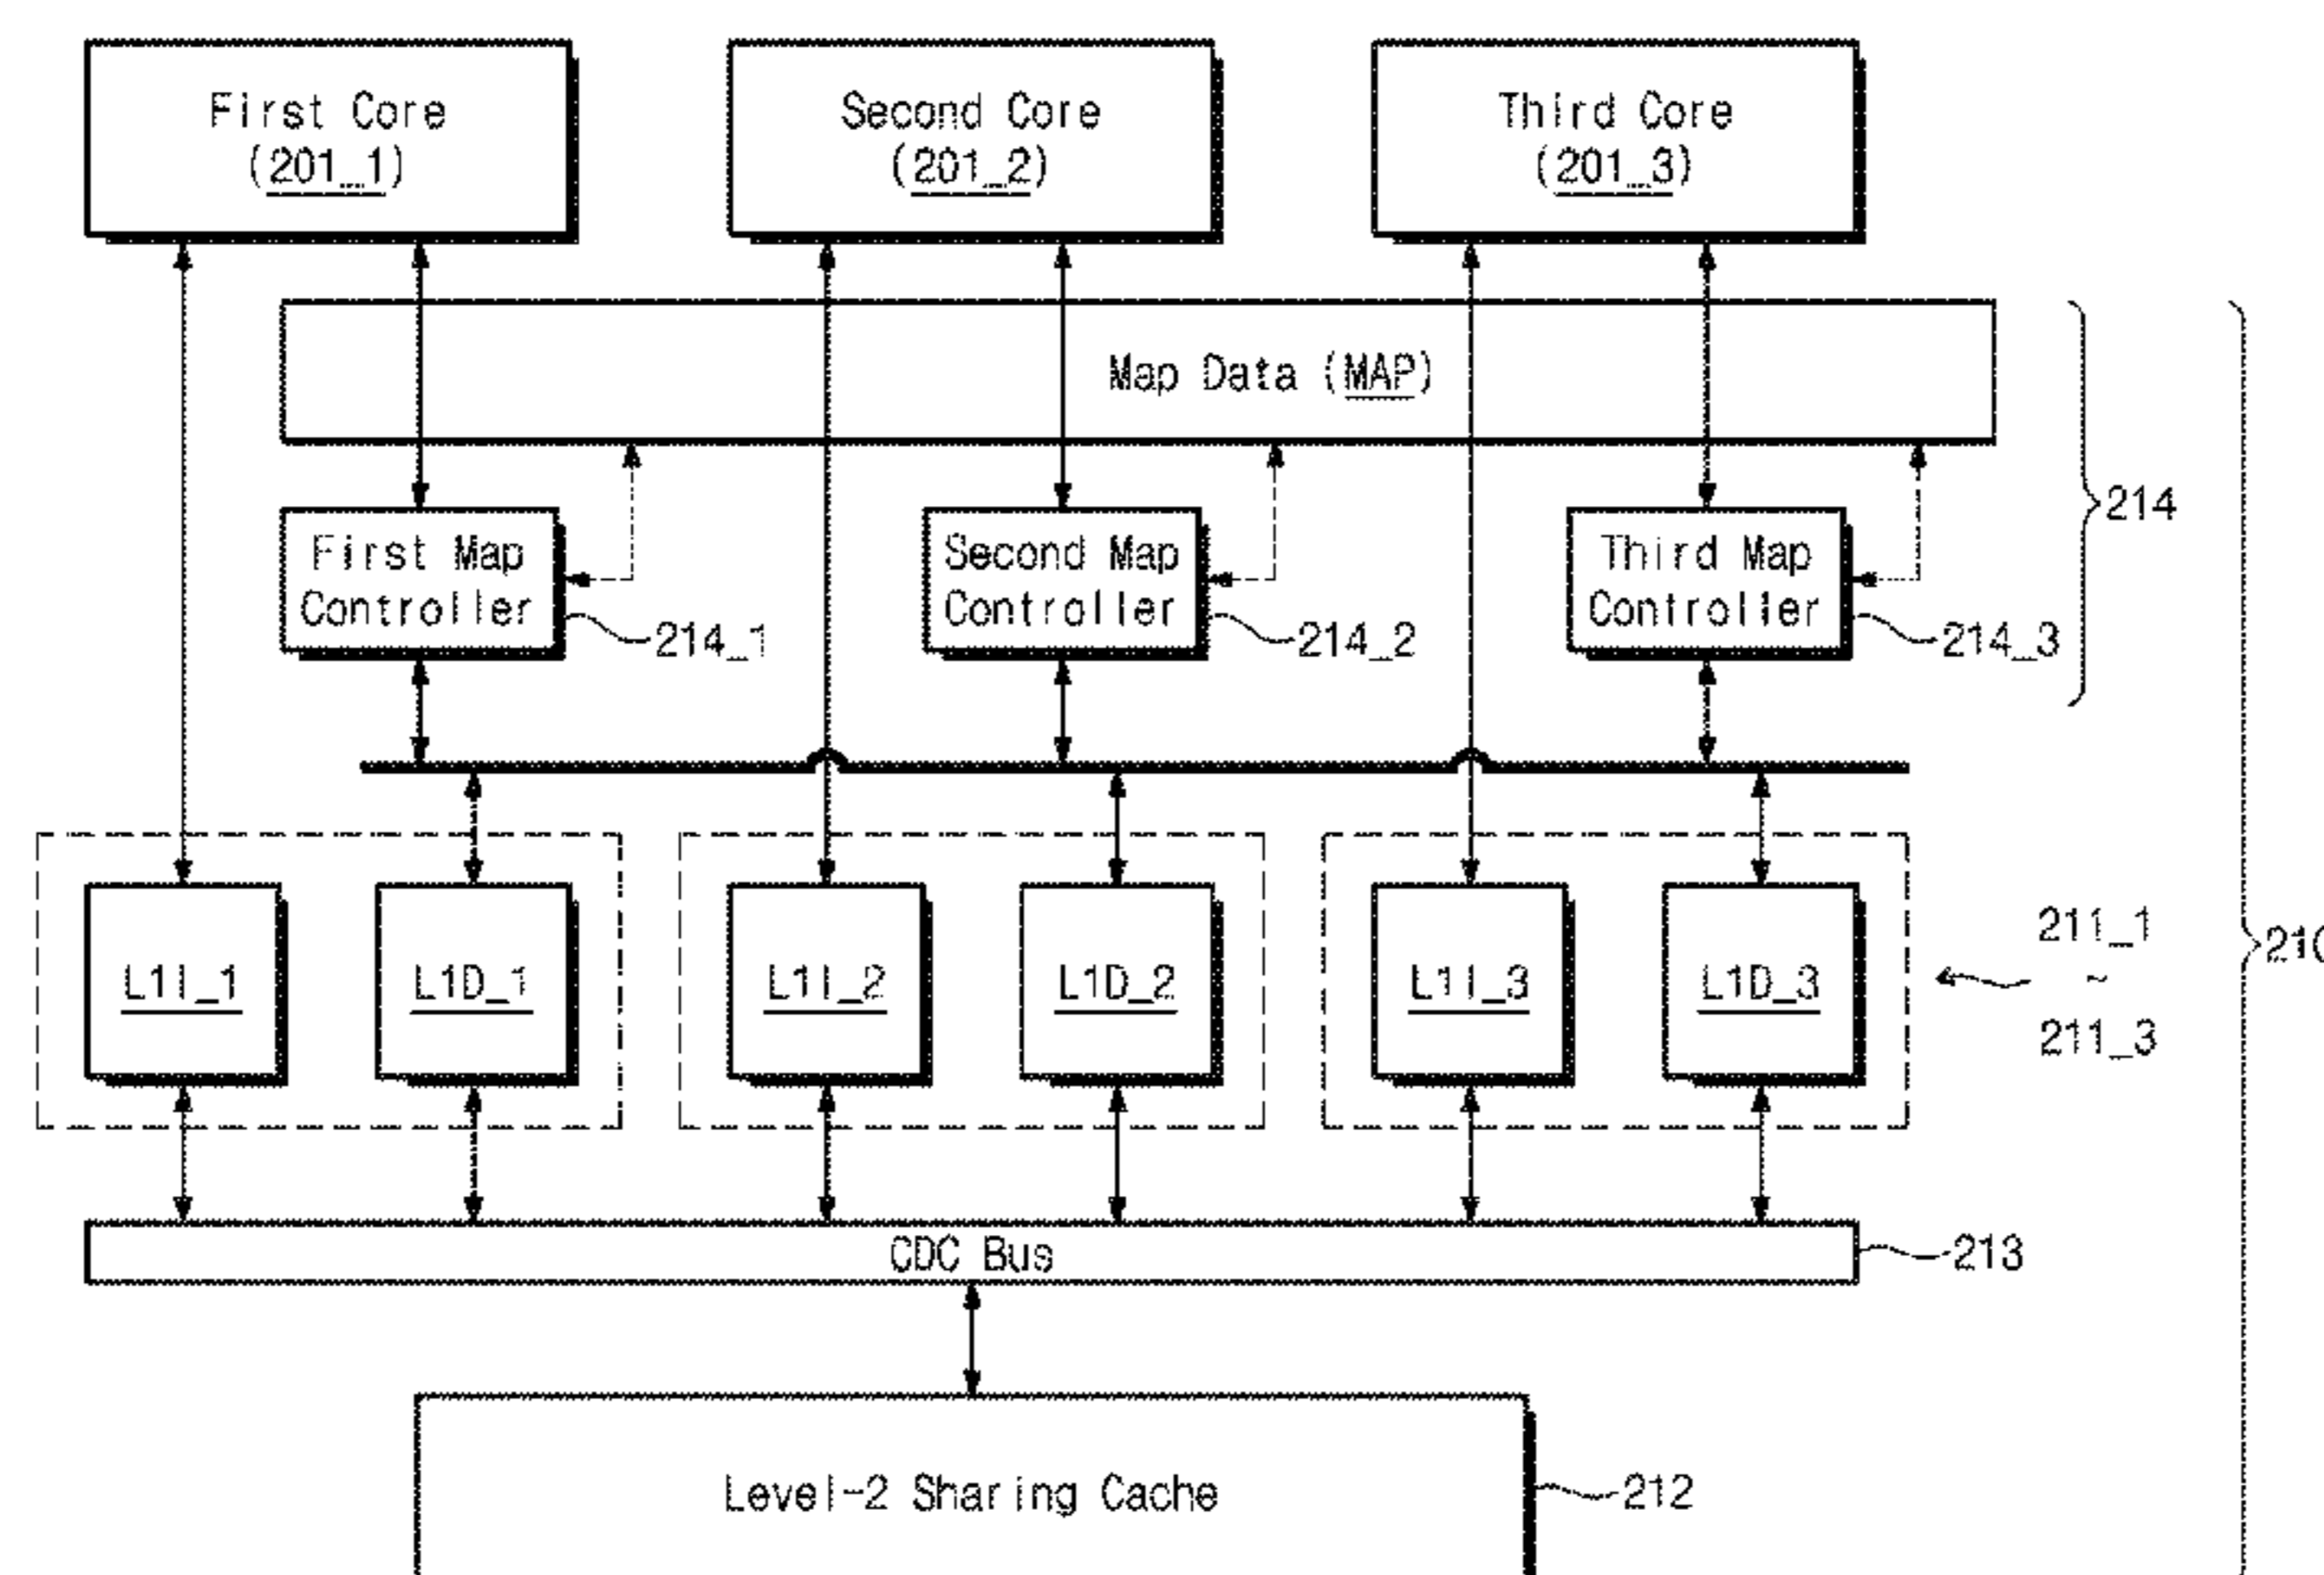 First Core
(201_1)
Second Core
(201_2)
Third Core
(201_3)
Map Data (MAP)
First Map
Controller
214_1
Second Map
Controller
214_2
Third Map
Controller
214_3
214
L1I_1
L1D_1
L1I_2
L1D_2
L1I_3
L1D_3
211_1
~
211_3
210
CDC Bus
213
Level-2 Sharing Cache
212